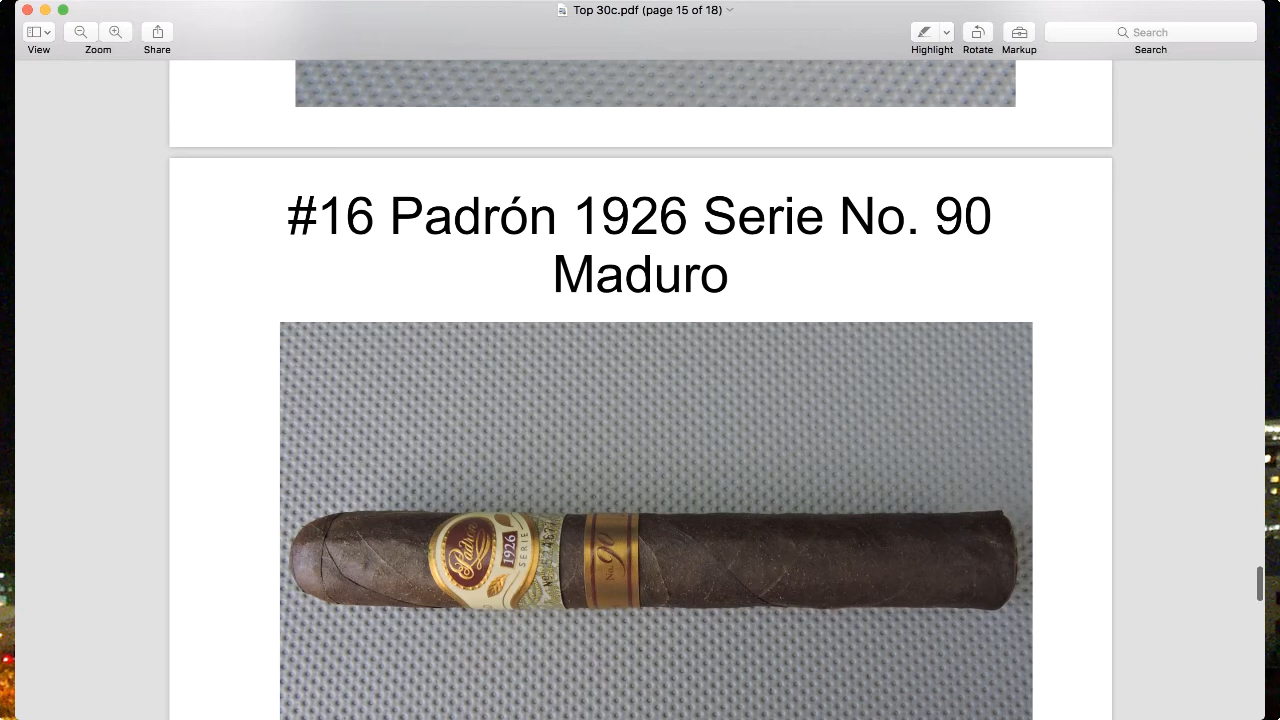 Top 30c.pdf (page 15 of 18)
View
Zoom
Share
Highlight
Rotate
Markup
Search
Search
#16 Padrón 1926 Serie No. 90
Maduro
Padrón
1926
SERIE
No. 90